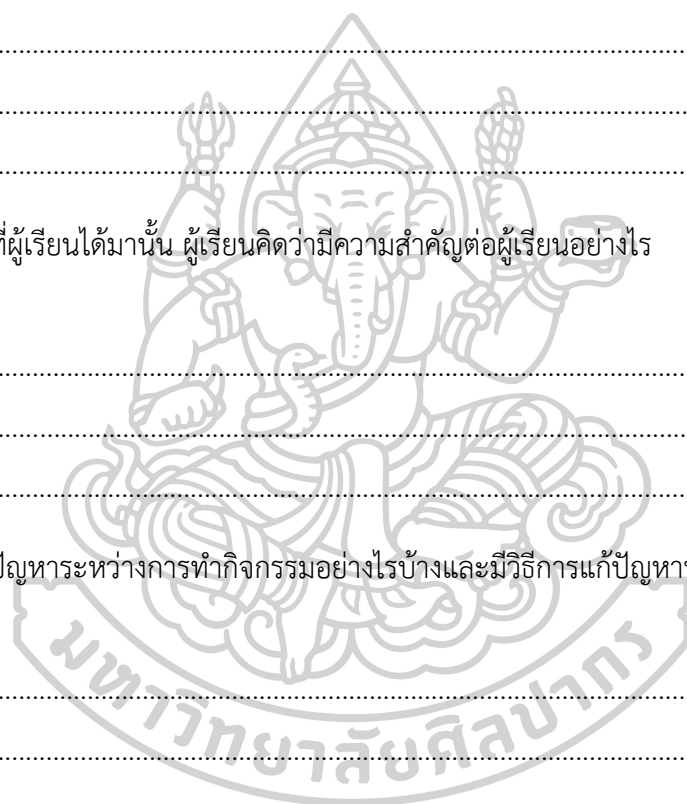 ................................................................................................
................................................................................................
................................................................................................
ที่ผู้เรียนได้มานั้น ผู้เรียนคิดว่ามีความสำคัญต่อผู้เรียนอย่างไร
................................................................................................
................................................................................................
................................................................................................
ปัญหาระหว่างการทำกิจกรรมอย่างไรบ้างและมีวิธีการแก้ปัญหา
................................................................................................
................................................................................................
มหาวิทยาลัยศิลปากร